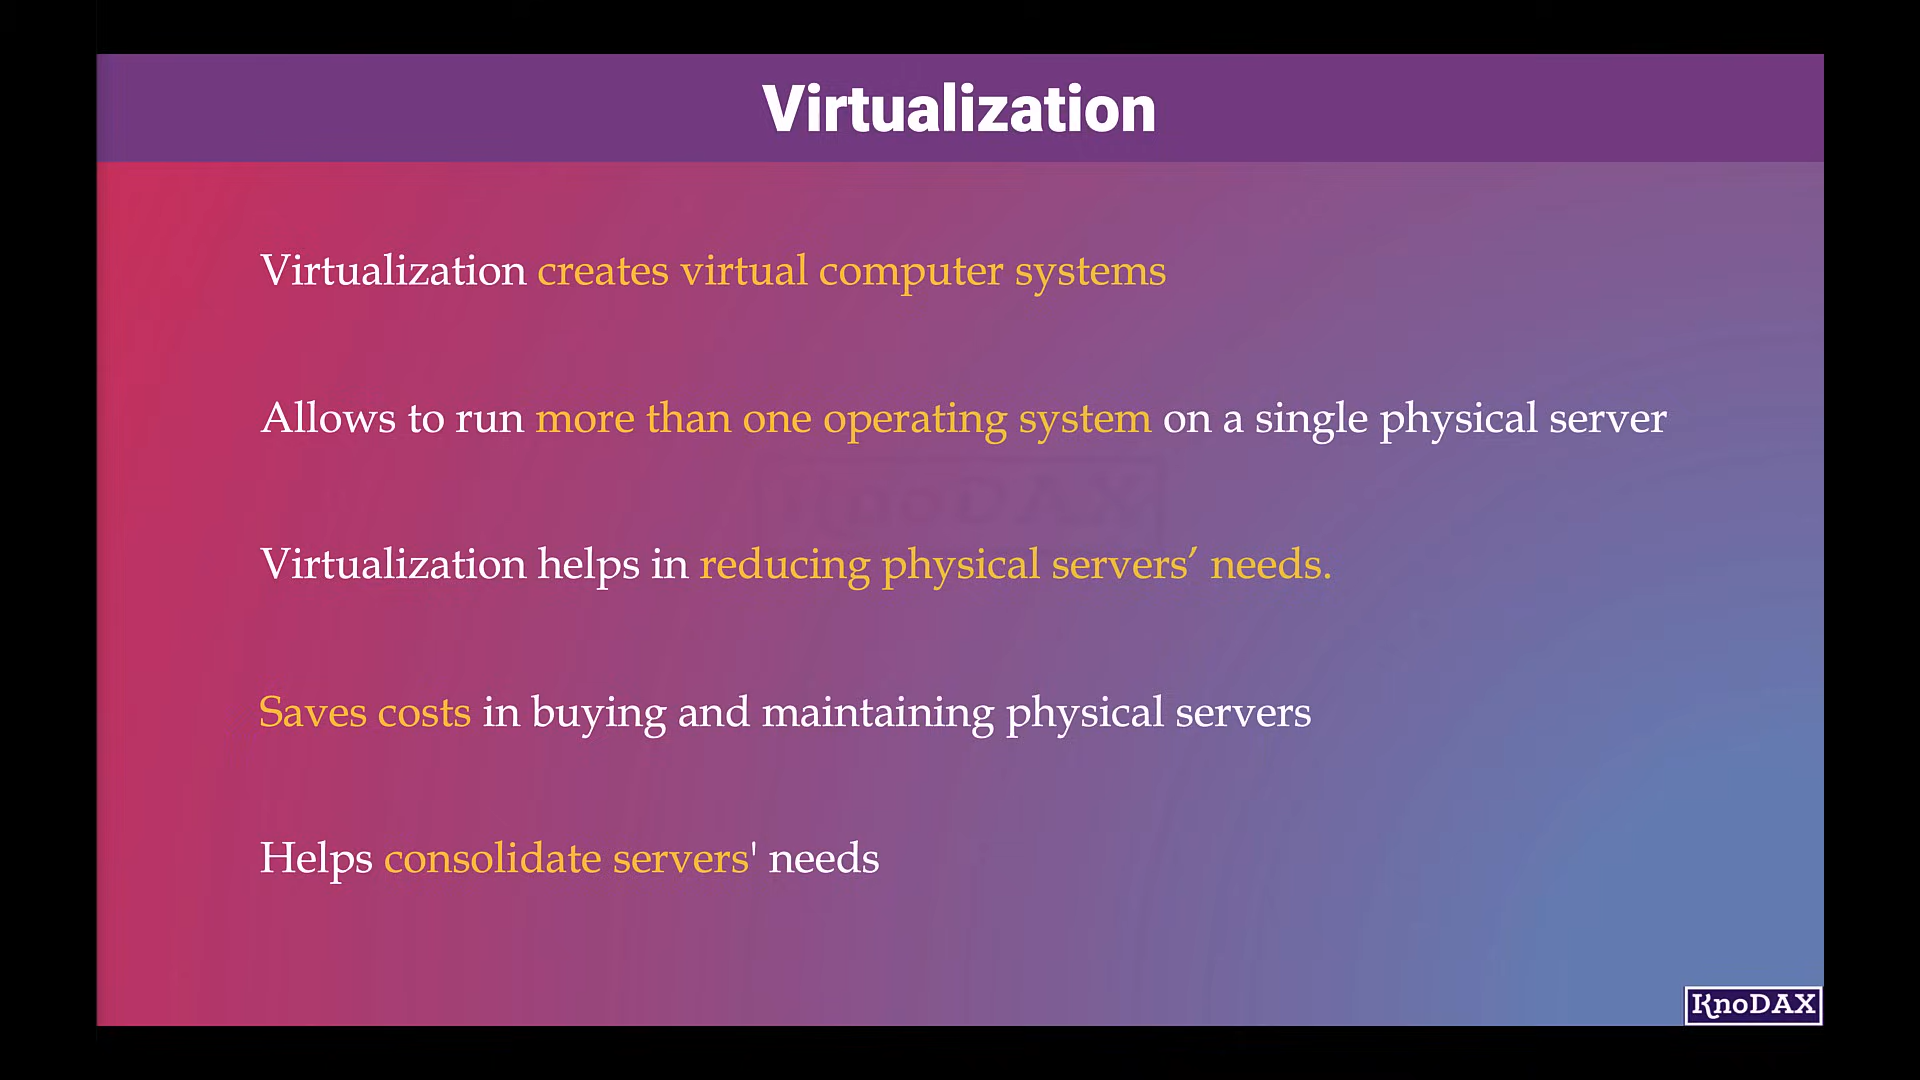 Virtualization
Virtualization creates virtual computer systems
Allows to run more than one operating system on a single physical server
KnoDAX
Virtualization helps in reducing physical servers’ needs.
Saves costs in buying and maintaining physical servers
Helps consolidate servers' needs
KnoDAX